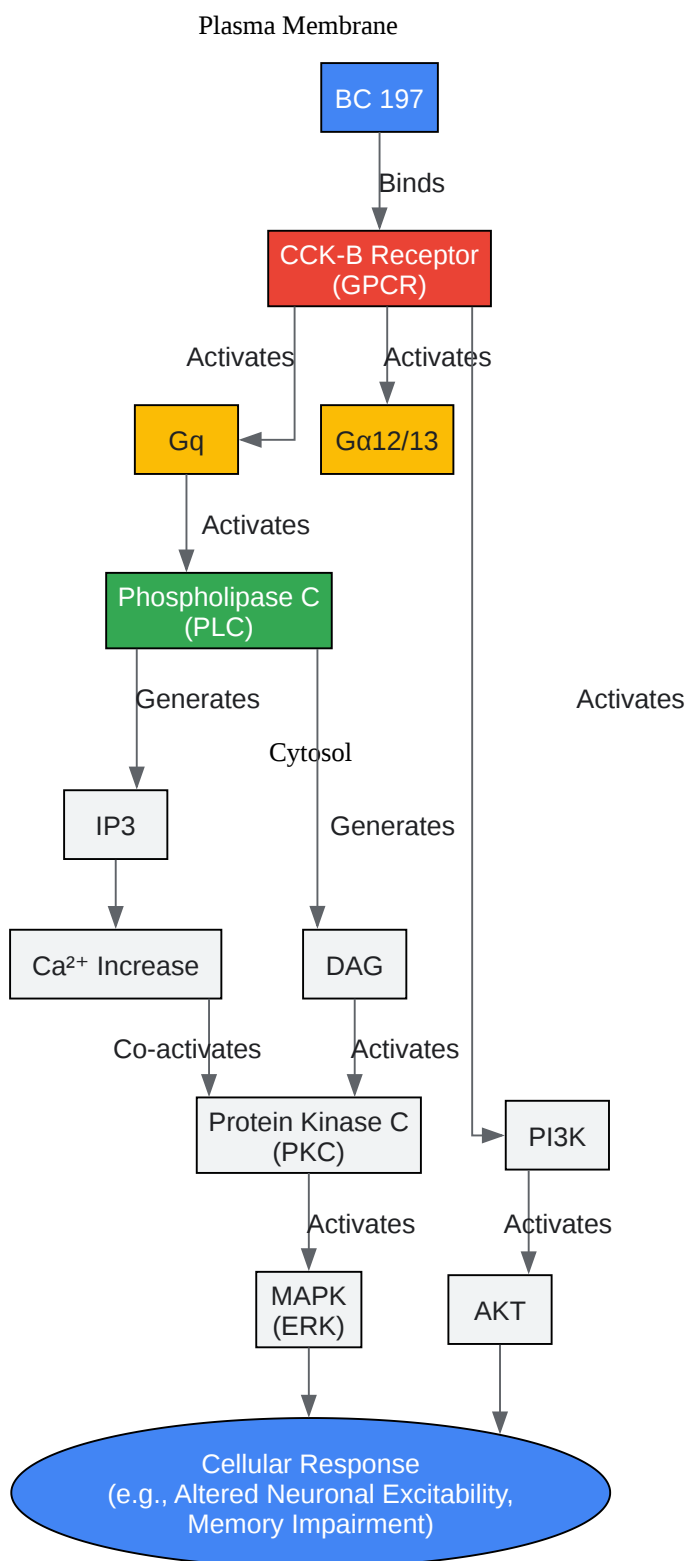 Plasma Membrane
BC 197
Binds
CCK-B Receptor
(GPCR)
Activates
Activates
Gq
Gα12/13
Activates
Phospholipase C
(PLC)
Generates
Activates
Cytosol
IP3
Generates
Ca²⁺ Increase
DAG
Co-activates
Activates
Protein Kinase C
(PKC)
PI3K
Activates
Activates
MAPK
(ERK)
AKT
Cellular Response
(e.g., Altered Neuronal Excitability,
Memory Impairment)